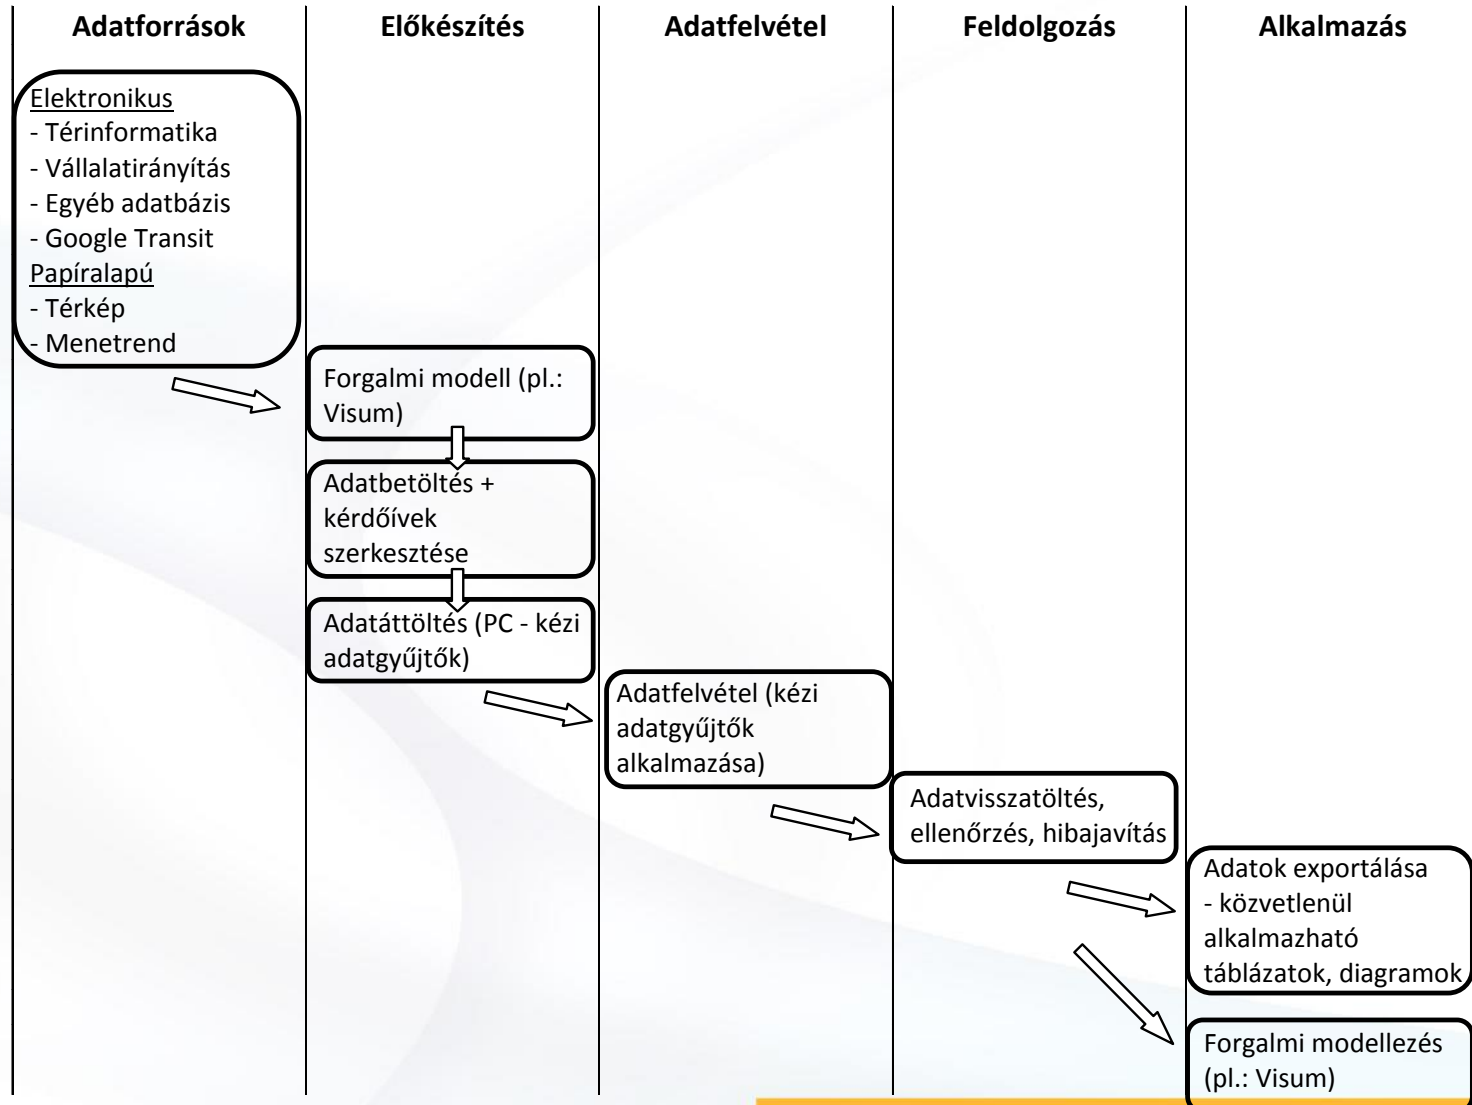 Adatforrások
Előkészítés
Adatfelvétel
Feldolgozás
Alkalmazás
Elektronikus
- Térinformatika
- Vállalatirányítás
- Egyéb adatbázis
- Google Transit
Papíralapú
- Térkép
- Menetrend
Forgalmi modell (pl.:
Visum)
Adatbetöltés +
kérdőívek
szerkesztése
Adatáttöltés (PC - kézi
adatgyűjtők)
Adatfelvétel (kézi
adatgyűjtők
alkalmazása)
Adatvisszatöltés,
ellenőrzés, hibajavítás
Adatok exportálása
- közvetlenül
alkalmazható
táblázatok, diagramok
Forgalmi modellezés
(pl.: Visum)